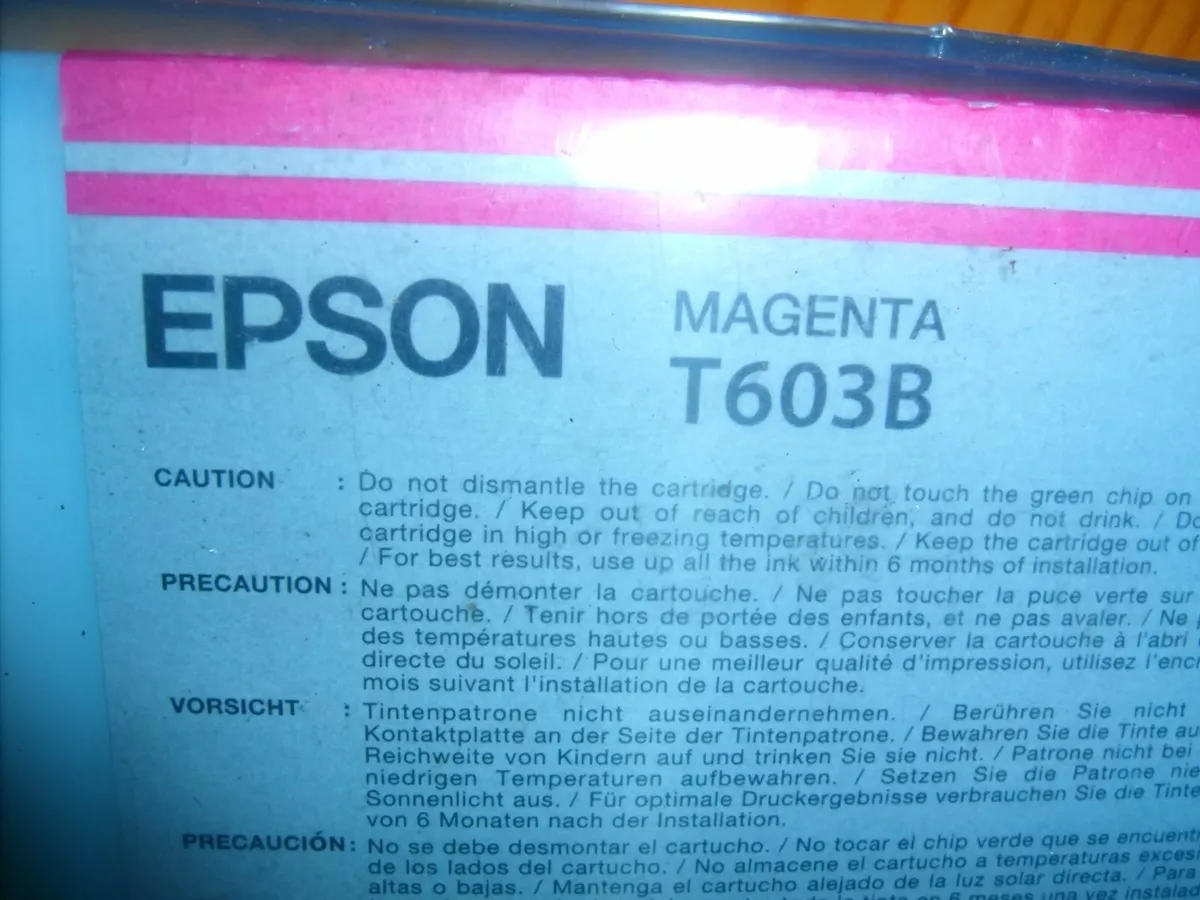 EPSON MAGENTA
T603B
CAUTION : Do not dismantle the cartridge. / Do not touch the green chip on
cartridge. / Keep out of reach of children, and do not drink. / Do
cartridge in high or freezing temperatures. / Keep the cartridge out of
/ For best results, use up all the ink within 6 months of installation.
PRECAUTION : Ne pas démonter la cartouche. / Ne pas toucher la puce verte sur
cartouche. / Tenir hors de portée des enfants, et ne pas avaler. / Ne
des températures hautes ou basses. / Conserver la cartouche à l'abri
directe du soleil. / Pour une meilleur qualité d'impression, utilisez l'encr
mois suivant l'installation de la cartouche.
VORSICHT : Tintenpatrone nicht auseinandernehmen. / Berühren Sie nicht
Kontaktplatte an der Seite der Tintenpatrone. / Bewahren Sie die Tinte au
Reichweite von Kindern auf und trinken Sie sie nicht. / Patrone nicht bei
niedrigen Temperaturen aufbewahren. / Setzen Sie die Patrone nie
Sonnenlicht aus. / Für optimale Druckergebnisse verbrauchen Sie die Tinte
von 6 Monaten nach der Installation.
PRECAUCIÓN : No se debe desmontar el cartucho. / No tocar el chip verde que se encuent
de los lados del cartucho. / No almacene el cartucho a temperaturas exces
altas o bajas. / Mantenga el cartucho alejado de la luz solar directa. / Para
tinta en 6 meses una vez instalad